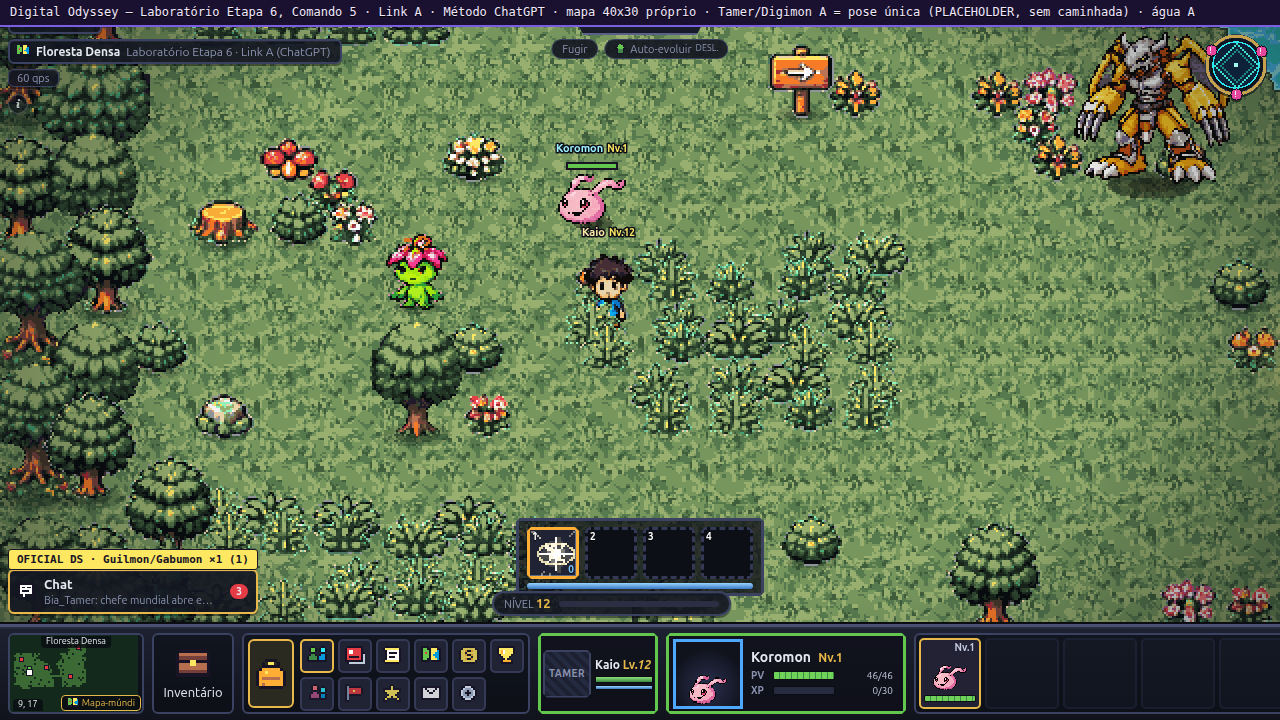 Digital Odyssey — Laboratório Etapa 6, Comando 5 · Link A · Método ChatGPT · mapa 40x30 próprio · Tamer/Digimon A = pose única (PLACEHOLDER, sem caminhada) · água A
Floresta Densa Laboratório Etapa 6 · Link A (ChatGPT)
Fugir
Auto-evoluir DESL.
60 qps
i
Koromon Nv.1
Kaio Nv.12
1 2 3 4
0
NÍVEL 12
OFICIAL DS · Guilmon/Gabumon ×1 (1)
Chat
Bia_Tamer: chefe mundial abre e...
3
Floresta Densa
9, 17
Mapa-múndi
Inventário
TAMER
Kaio Lv.12
Koromon Nv.1
PV 46/46
XP 0/30
Nv.1